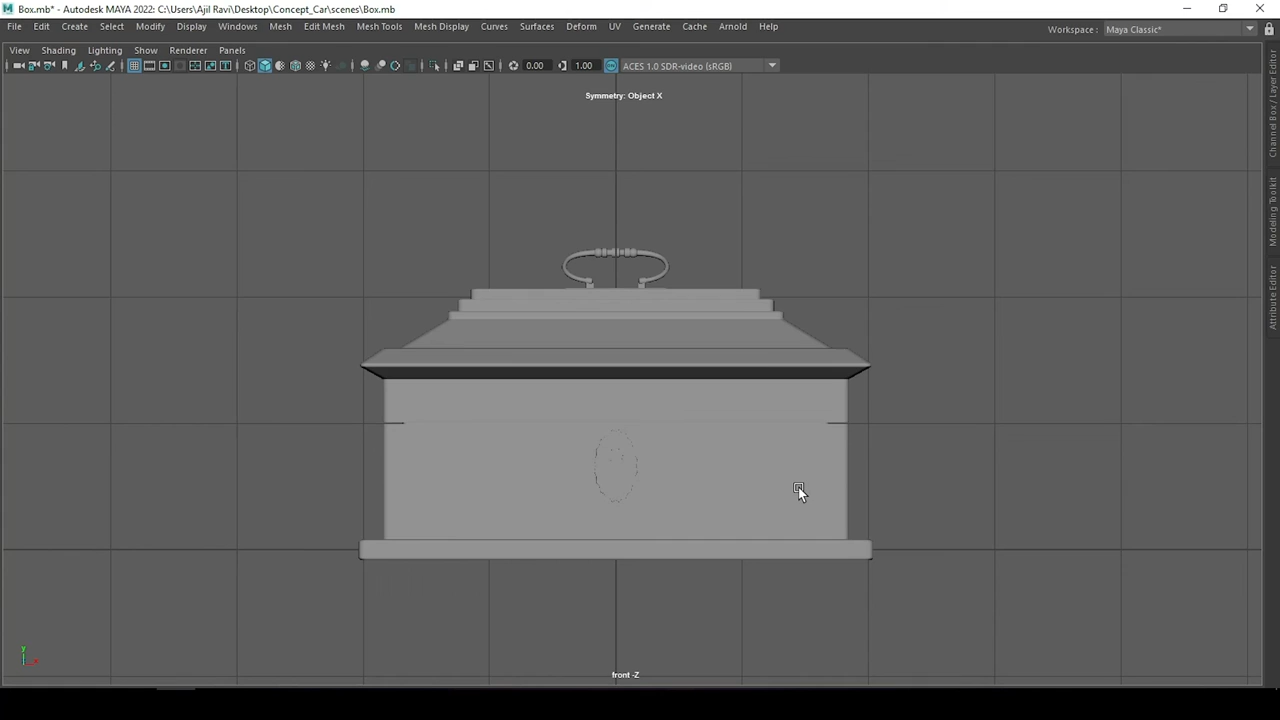 Box.mb* - Autodesk MAYA 2022: C:\Users\Ajil Ravi\Desktop\Concept_Car\scenes\Box.mb
File Edit Create Select Modify Display Windows Mesh Edit Mesh Mesh Tools Mesh Display Curves Surfaces Deform UV Generate Cache Arnold Help
Workspace : Maya Classic*
View Shading Lighting Show Renderer Panels
0.00 1.00 ACES 1.0 SDR-video (sRGB)
Symmetry: Object X
Channel Box / Layer Editor
Modeling Toolkit
Attribute Editor
y
x
front -Z